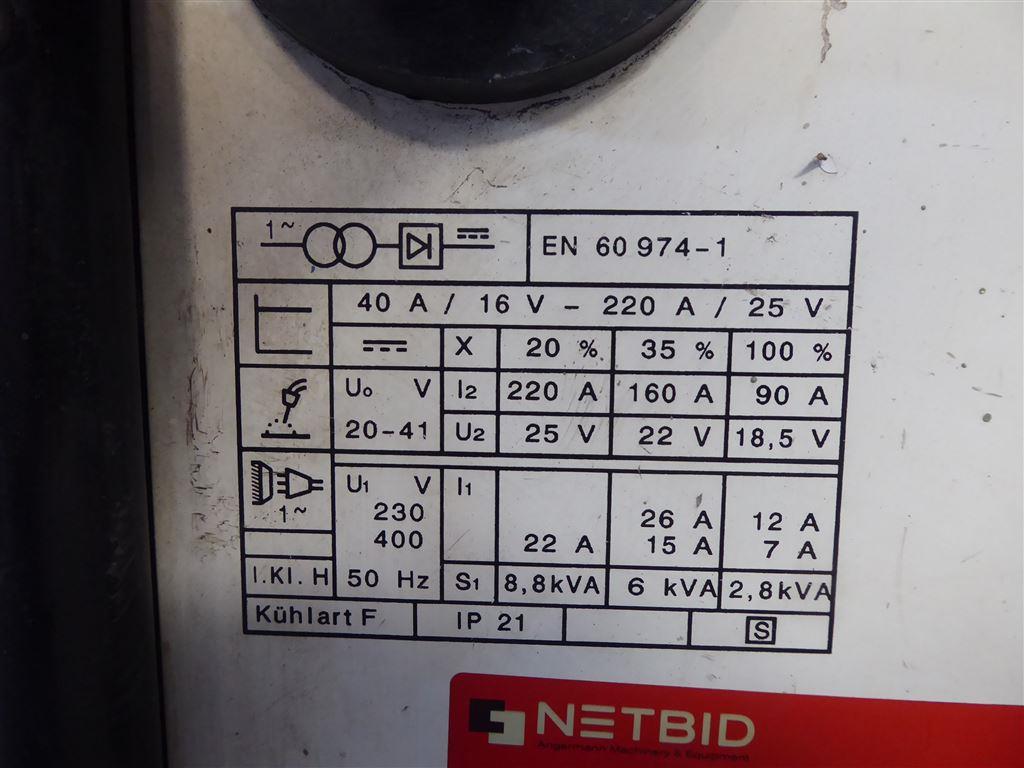 1~
EN 60 974-1
40 A / 16 V - 220 A / 25 V
X 20 % 35 % 100 %
U₀ V I2 220 A 160 A 90 A
20-41 U2 25 V 22 V 18,5 V
U1 V I1
1~ 230 26 A 12 A
400 22 A 15 A 7 A
I.Kl. H 50 Hz S1 8,8kVA 6 kVA 2,8kVA
Kühlart F IP 21 S
NETBID
Angermann Machinery & Equipment